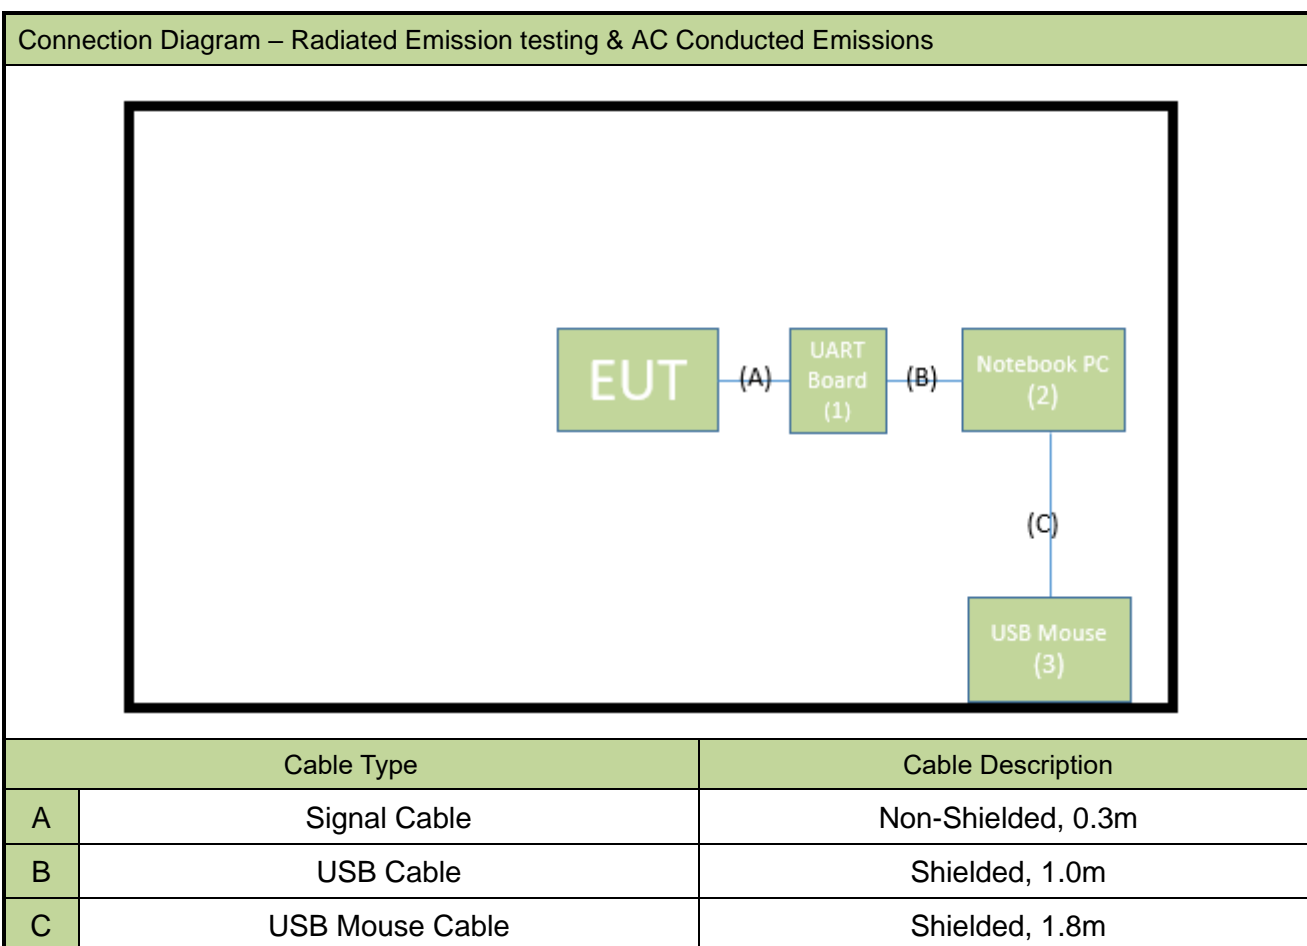 Connection Diagram – Radiated Emission testing & AC Conducted Emissions
EUT
(A)
UART
Board
(1)
(B)
Notebook PC
(2)
(C)
USB Mouse
(3)
Cable Type
Cable Description
A
Signal Cable
Non-Shielded, 0.3m
B
USB Cable
Shielded, 1.0m
C
USB Mouse Cable
Shielded, 1.8m